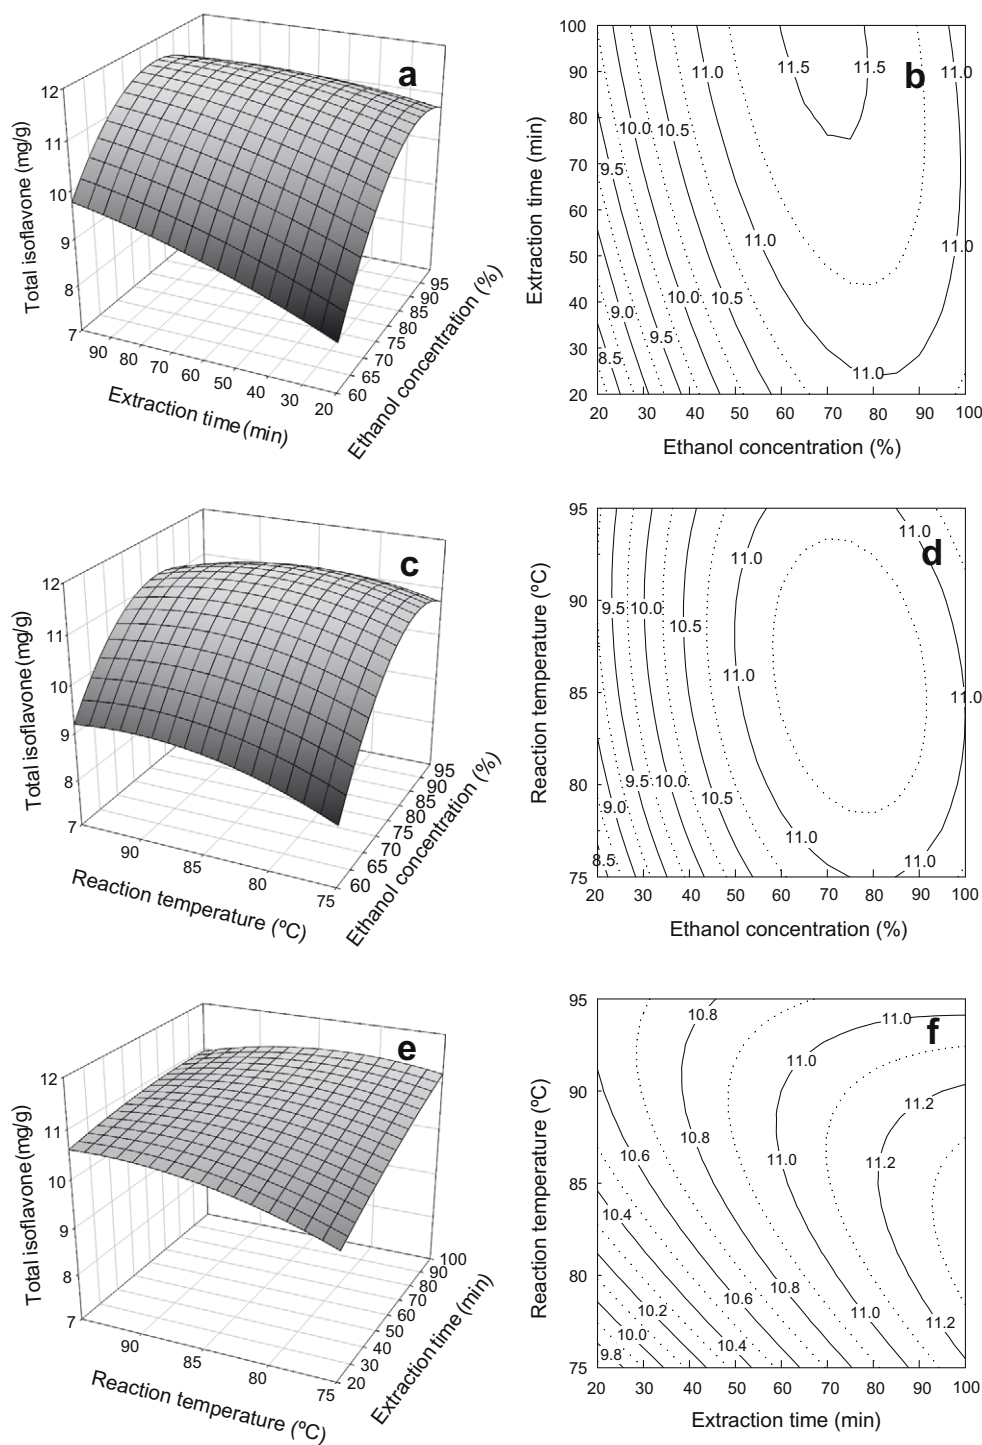 a
12
11
10
9
8
7
Total isoflavone (mg/g)
90 80 70 60 50 40 30 20
Extraction time (min)
60 65 70 75 80 85 90 95
Ethanol concentration (%)
b
100
90
80
70
60
50
40
30
20
Extraction time (min)
11.0 11.5 11.5 11.0
10.0 10.5
9.5
11.0 11.0
10.0 10.5
9.0
9.5
8.5
11.0
20 30 40 50 60 70 80 90 100
Ethanol concentration (%)
c
12
11
10
9
8
7
Total isoflavone (mg/g)
90 85 80 75
Reaction temperature (ºC)
60 65 70 75 80 85 90 95
Ethanol concentration (%)
d
95
90
85
80
75
Reaction temperature (ºC)
11.0 11.0
9.5 10.0
10.5
11.0 11.0
9.5 10.0
10.5
9.0
11.0
8.5 11.0
20 30 40 50 60 70 80 90 100
Ethanol concentration (%)
e
12
11
10
9
8
7
Total isoflavone (mg/g)
90 85 80 75
Reaction temperature (ºC)
20 30 40 50 60 70 80 90 100
Extraction time (min)
f
95
90
85
80
75
Reaction temperature (ºC)
10.8 11.0
11.0
11.2
10.8
10.6 11.0 11.2
10.4
10.8
10.6
10.2 11.0 11.2
10.0 10.4
9.8
20 30 40 50 60 70 80 90 100
Extraction time (min)